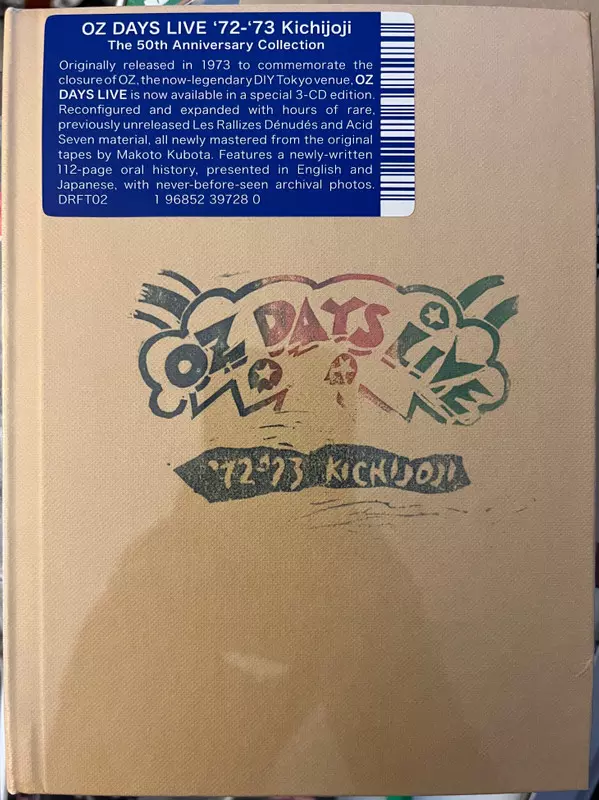 OZ DAYS LIVE ‘72-‘73 Kichijoji
The 50th Anniversary Collection
Originally released in 1973 to commemorate the
closure of OZ, the now-legendary DIY Tokyo venue, OZ
DAYS LIVE is now available in a special 3-CD edition.
Reconfigured and expanded with hours of rare,
previously unreleased Les Rallizes Dénudés and Acid
Seven material, all newly mastered from the original
tapes by Makoto Kubota. Features a newly-written
112-page oral history, presented in English and
Japanese, with never-before-seen archival photos.
DRFT02 1 96852 39728 0
OZ DAYS LIVE
'72-'73 KICHIJOJI